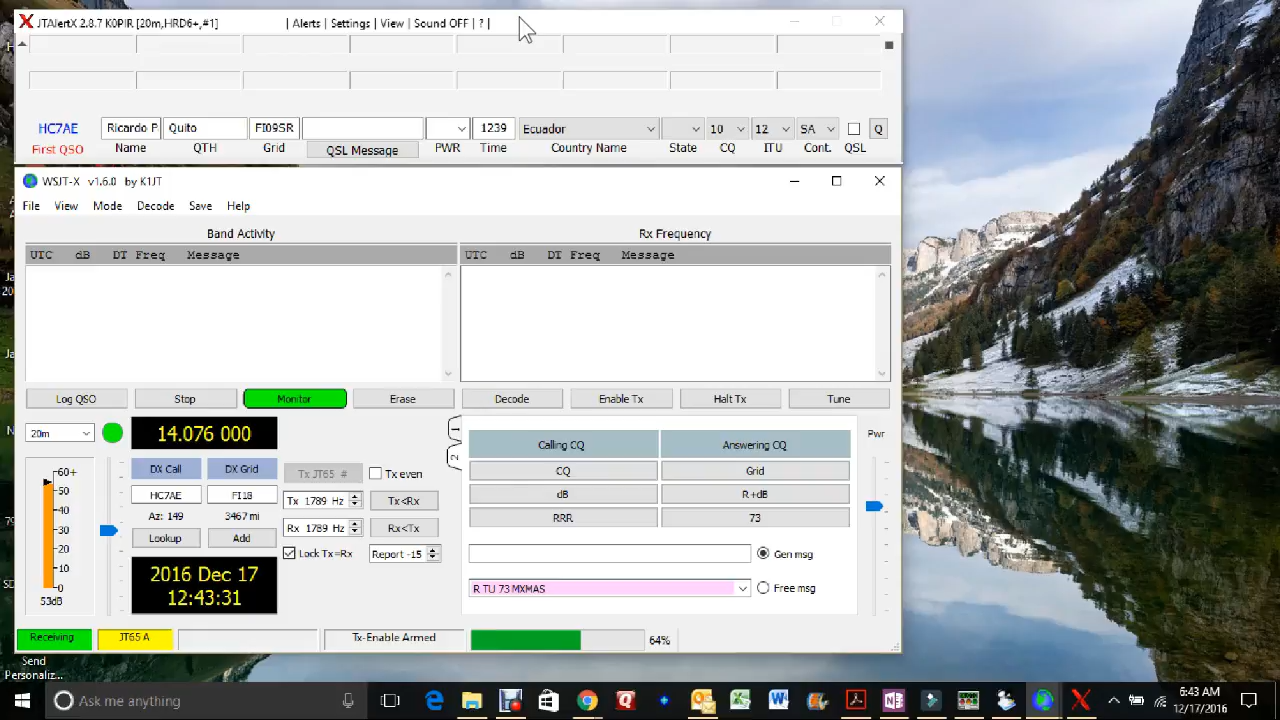 JTAlertX 2.8.7 K0PIR [20m,HRD6+,#1] | Alerts | Settings | View | Sound OFF | ? |
HC7AE Ricardo P Quito FI09SR 1239 Ecuador 10 12 SA Q
First QSO Name QTH Grid QSL Message PWR Time Country Name State CQ ITU Cont. QSL
WSJT-X v1.6.0 by K1JT
File View Mode Decode Save Help
Band Activity Rx Frequency
UTC dB DT Freq Message UTC dB DT Freq Message
Log QSO Stop Monitor Erase Decode Enable Tx Halt Tx Tune
20m 14.076 000 1 Calling CQ Answering CQ Pwr
DX Call DX Grid Tx JT65 # Tx even 2 CQ Grid
60+
50 HC7AE FI18 Tx 1789 Hz Tx<Rx dB R+dB
40 Az: 149 3467 mi RRR 73
30 Lookup Add Rx 1789 Hz Rx<Tx
20 Lock Tx=Rx Report -15 Gen msg
10 2016 Dec 17
0 12:43:31 R TU 73 MXMAS Free msg
53dB
Receiving JT65 A Tx-Enable Armed 64%
Send
Personaliz...
Ask me anything 6:43 AM
12/17/2016